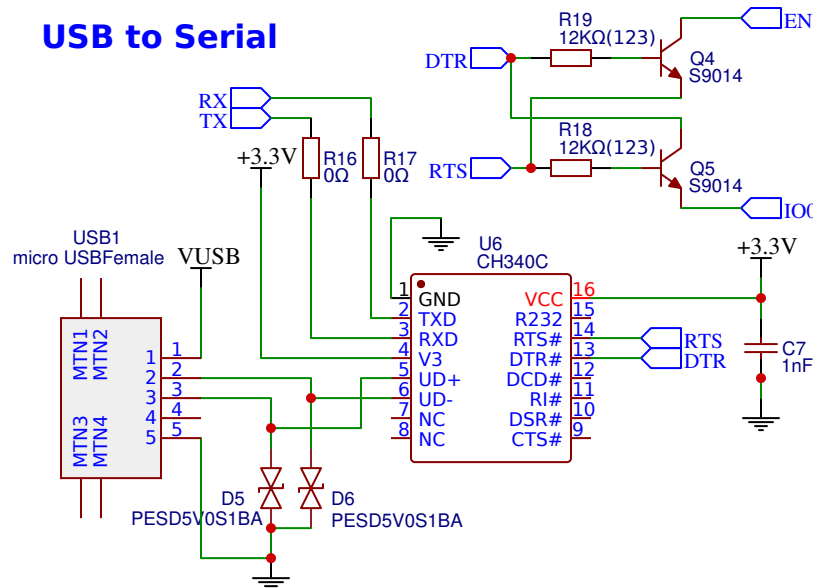 USB to Serial
R19
12KΩ(123)
EN
DTR
Q4
S9014
RX
TX
R18
12KΩ(123)
+3.3V
R16
0Ω
R17
0Ω
RTS
Q5
S9014
IO0
USB1
micro USBFemale
VUSB
U6
CH340C
+3.3V
1 GND
2 TXD
3 RXD
4 V3
5 UD+
6 UD-
7 NC
8 NC
VCC 16
R232 15
RTS# 14
DTR# 13
DCD# 12
RI# 11
DSR# 10
CTS# 9
RTS
DTR
C7
1nF
MTN1
MTN2
MTN3
MTN4
1 1
2 2
3 3
4 4
5 5
D5
PESD5V0S1BA
D6
PESD5V0S1BA